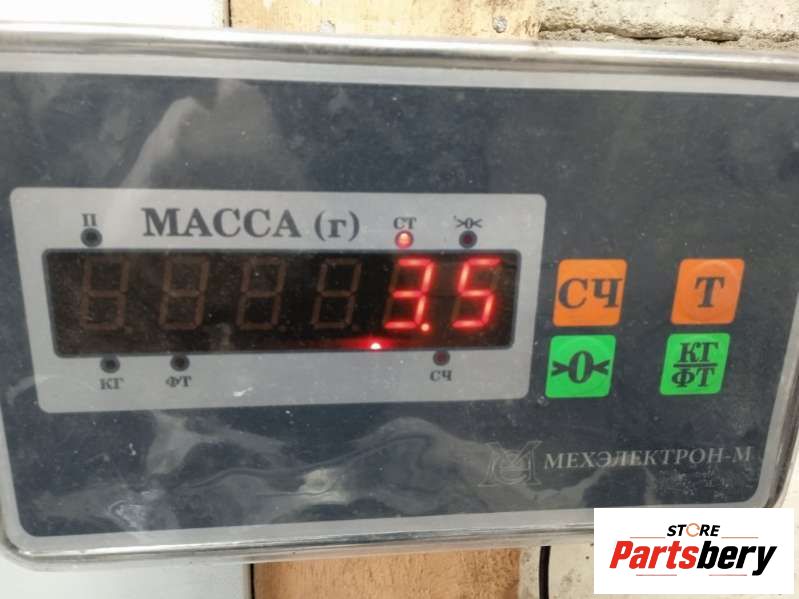 П МАССА (г) СТ >0<
3.5
КГ ФТ СЧ
СЧ Т
>0< КГ/ФТ
МЕХЭЛЕКТРОН-М
STORE
Partsbery